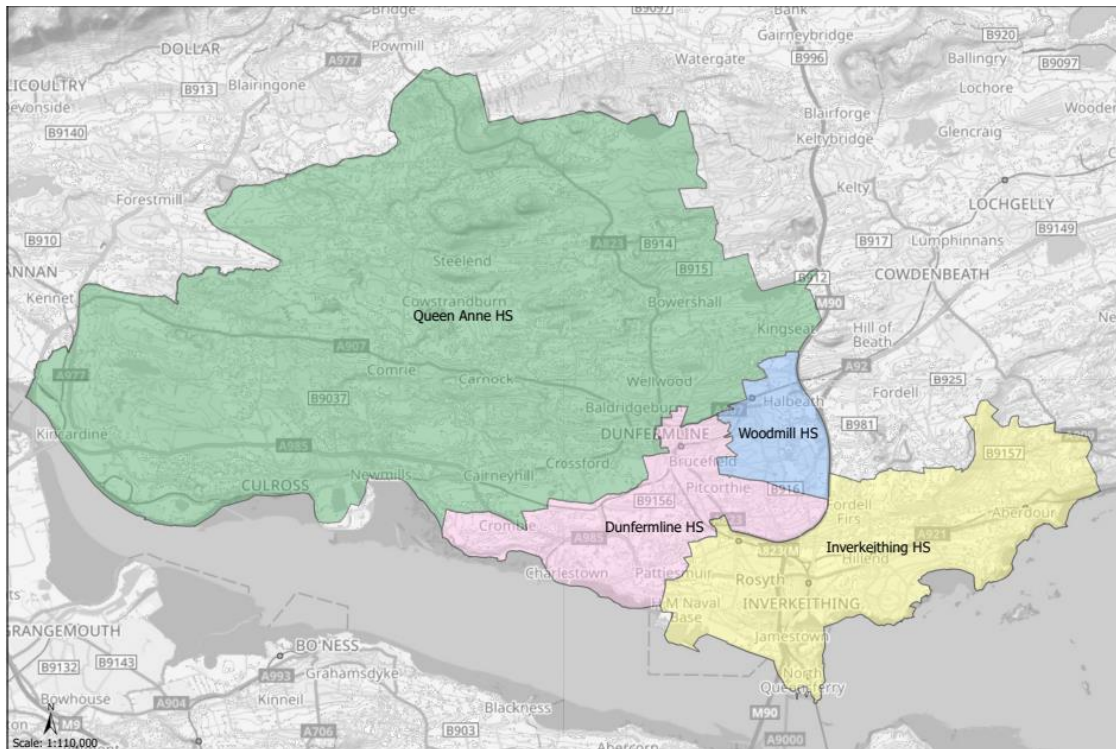 Bridge
B9097
Bank
Gairneybridge
B920
DOLLAR
Powmill
A977
B996
Ballingry
B9097
Watergate
LICOULTRY
B913
Blairingone
Lochore
Devonside
Blairforge
Keltybridge
B9140
Glencraig
Kelty
Forestmill
LOCHGELLY
B910
A823
B914
B917
Lumphinnans
B9149
Steelend
B915
B912
COWDENBEATH
Kennet
Cowstrandburn
Queen Anne HS
Bowershall
M90
Kingseat
Hill of
Beath
A907
A977
Comrie
Carnock
Wellwood
A92
B925
B9037
Halbeath
Fordell
Baldridgeburn
Kincardine
A985
DUNFERMLINE
Woodmill HS
B981
Brucefield
B9157
Newmills
Cairneyhill
Crossford
CULROSS
Pitcorthie
B916
B9156
Fordell
Firs
Aberdour
Crombie
A985
Dunfermline HS
A921
A823(M)
Inverkeithing HS
Hillend
Charlestown
Pattiesmuir
Rosyth
HM Naval
Base
INVERKEITHING
GRANGEMOUTH
Jamestown
BO'NESS
B9132
B9143
A993
Grahamsdyke
North
Queensferry
Bowhouse
A904
Kinneil
Blackness
N
M9
A706
B903
M90
Abercorn
A9000
Scale: 1:110,000